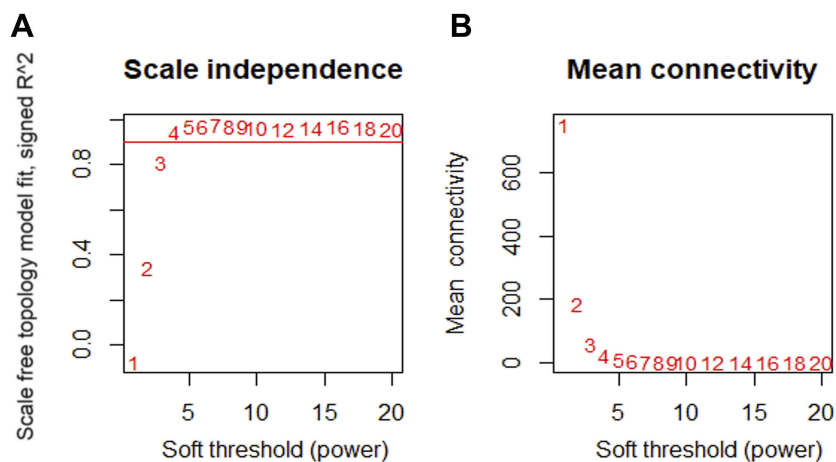 A
Scale independence
Scale free topology model fit, signed R^2
0.8
0.4
0.0
1
2
3
4 5 6 7 8 9 10 12 14 16 18 20
5 10 15 20
Soft threshold (power)
B
Mean connectivity
Mean connectivity
600
400
200
0
1
2
3
4 5 6 7 8 9 10 12 14 16 18 20
5 10 15 20
Soft threshold (power)